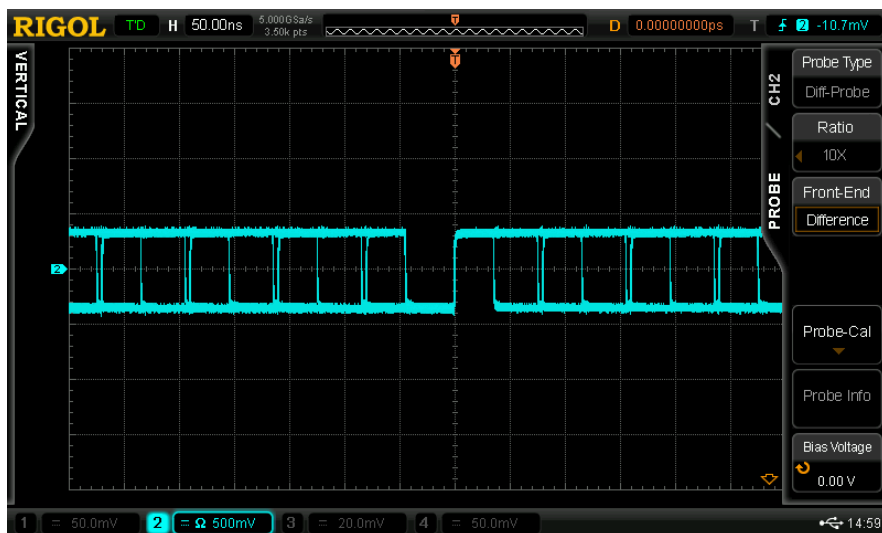 RIGOL T'D H 50.00ns 5.000GSa/s D 0.00000000ps T 2 -10.7mV
3.50k pts
T
T
VERTICAL
2
CH2
PROBE
Probe Type
Diff-Probe
Ratio
10X
Front-End
Difference
Probe-Cal
Probe Info
Bias Voltage
0.00 V
1 = 50.0mV 2 = Ω 500mV 3 = 20.0mV 4 = 50.0mV 14:59